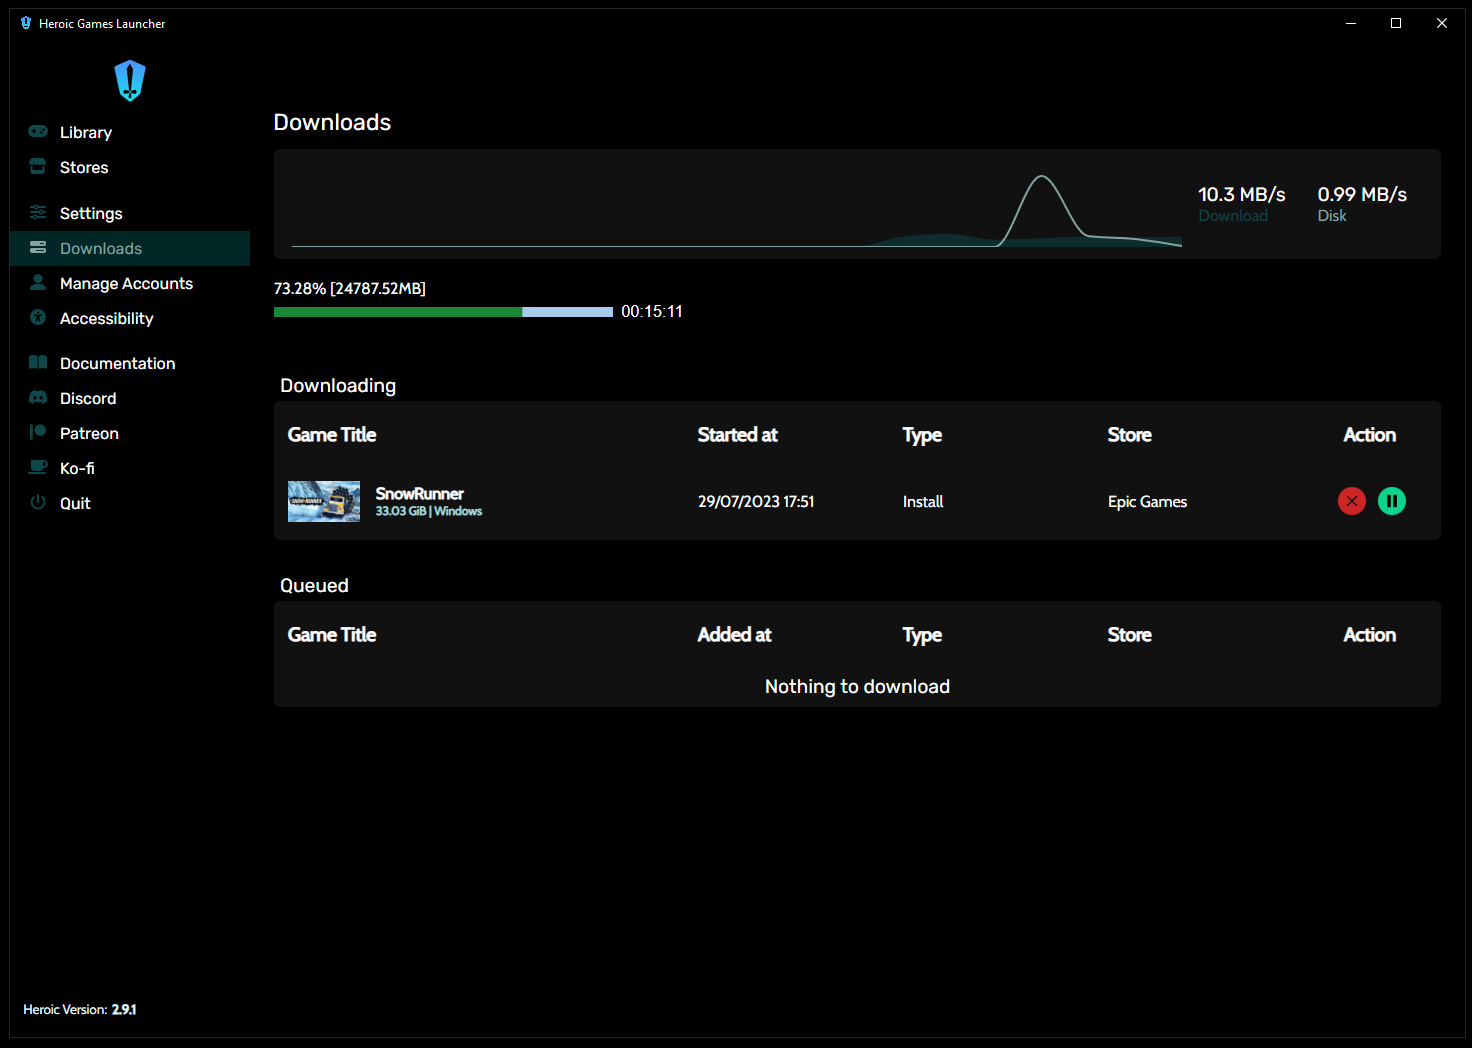 Heroic Games Launcher
Library
Stores
Settings
Downloads
Manage Accounts
Accessibility
Documentation
Discord
Patreon
Ko-fi
Quit
Heroic Version: 2.9.1
Downloads
10.3 MB/s 0.99 MB/s
Download Disk
73.28% [24787.52MB]
00:15:11
Downloading
Game Title Started at Type Store Action
SNOWRUNNER
SnowRunner 29/07/2023 17:51 Install Epic Games
33.03 GiB | Windows
Queued
Game Title Added at Type Store Action
Nothing to download